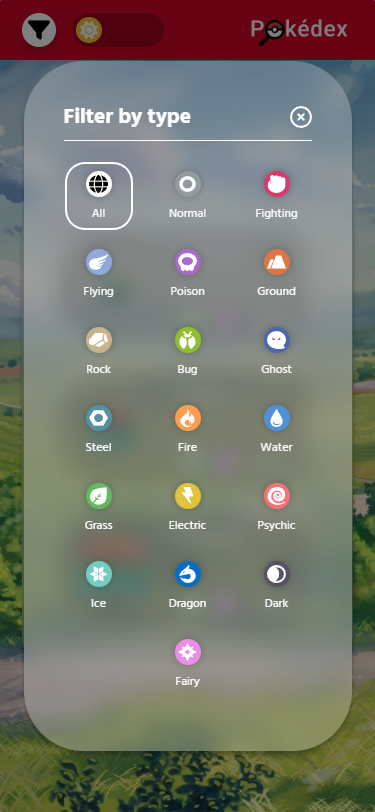 Pokédex
Filter by type
All
Normal
Fighting
Flying
Poison
Ground
Rock
Bug
Ghost
Steel
Fire
Water
Grass
Electric
Psychic
Ice
Dragon
Dark
Fairy